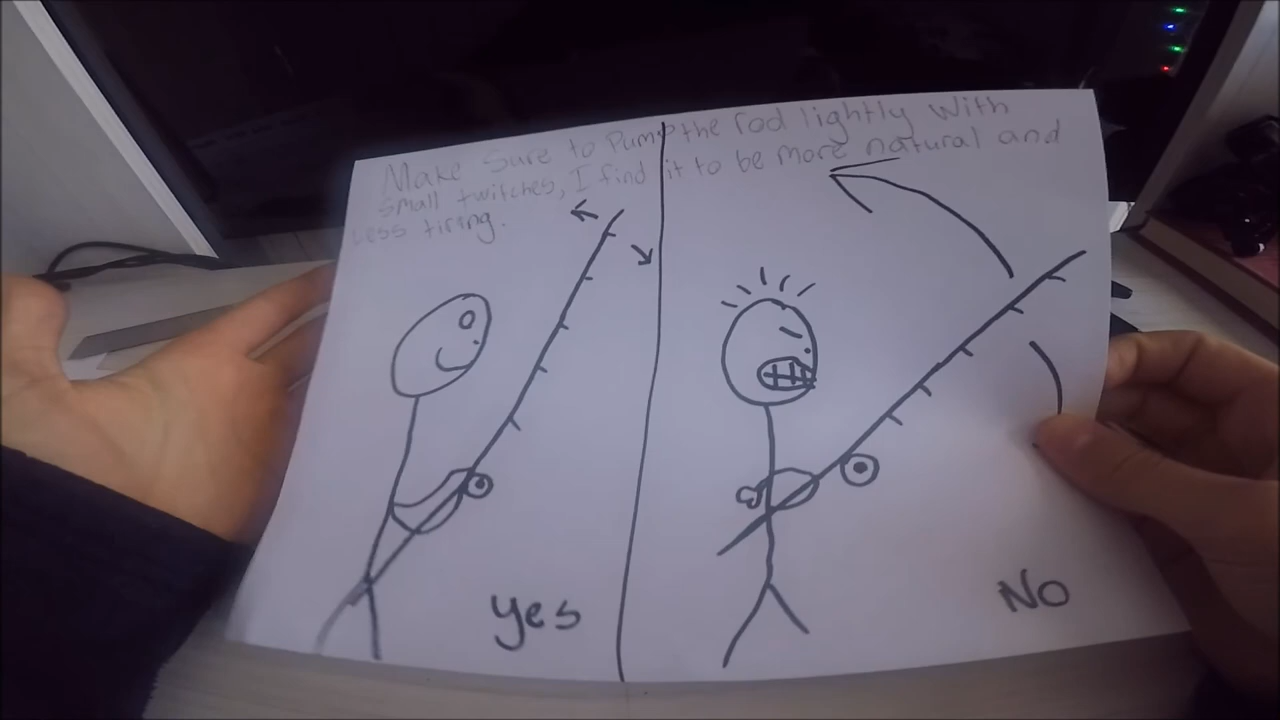 Make Sure to Pump the rod lightly with
small twitches, I find it to be more natural and
Less tiring.
yes
No